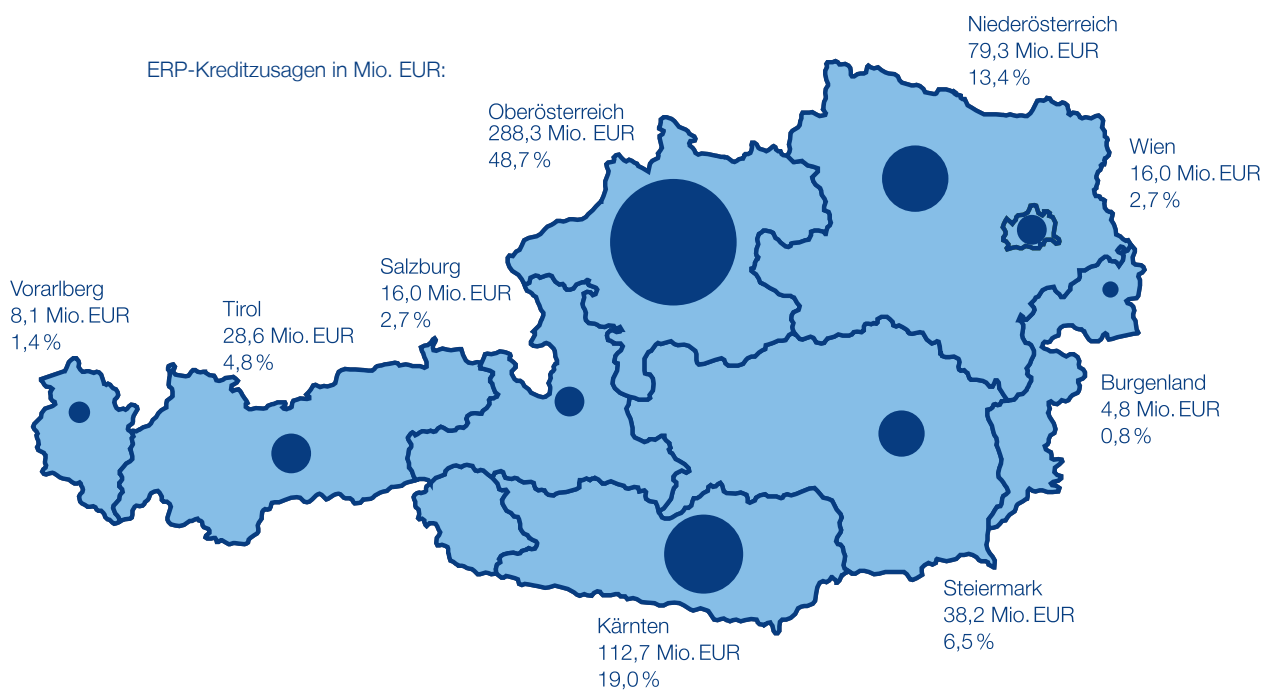 ERP-Kreditzusagen in Mio. EUR:
Niederösterreich
79,3 Mio. EUR
13,4 %
Oberösterreich
288,3 Mio. EUR
48,7 %
Wien
16,0 Mio. EUR
2,7 %
Salzburg
16,0 Mio. EUR
2,7 %
Vorarlberg
8,1 Mio. EUR
1,4 %
Tirol
28,6 Mio. EUR
4,8 %
Burgenland
4,8 Mio. EUR
0,8 %
Steiermark
38,2 Mio. EUR
6,5 %
Kärnten
112,7 Mio. EUR
19,0 %